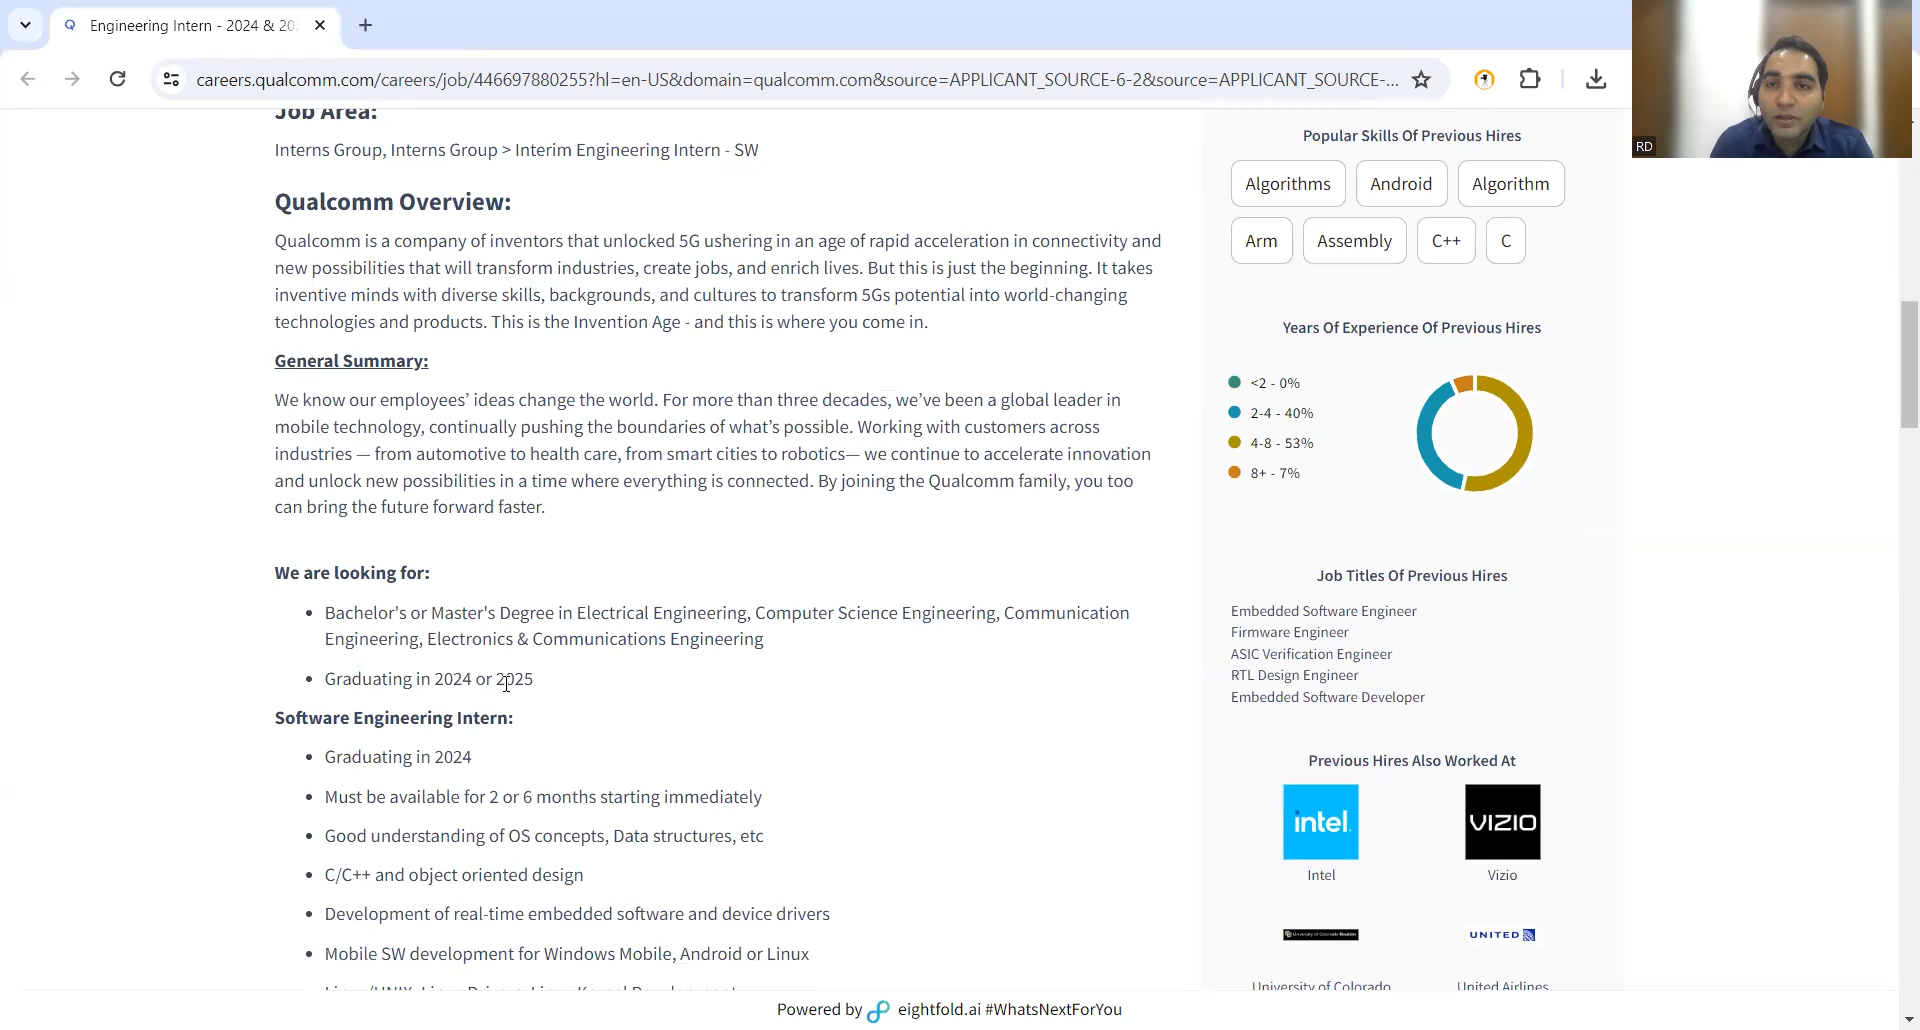 Engineering Intern - 2024 & 20
careers.qualcomm.com/careers/job/446697880255?hl=en-US&domain=qualcomm.com&source=APPLICANT_SOURCE-6-2&source=APPLICANT_SOURCE-...
RD
Job Area:
Interns Group, Interns Group > Interim Engineering Intern - SW
Qualcomm Overview:
Qualcomm is a company of inventors that unlocked 5G ushering in an age of rapid acceleration in connectivity and
new possibilities that will transform industries, create jobs, and enrich lives. But this is just the beginning. It takes
inventive minds with diverse skills, backgrounds, and cultures to transform 5Gs potential into world-changing
technologies and products. This is the Invention Age - and this is where you come in.
General Summary:
We know our employees’ ideas change the world. For more than three decades, we’ve been a global leader in
mobile technology, continually pushing the boundaries of what’s possible. Working with customers across
industries — from automotive to health care, from smart cities to robotics— we continue to accelerate innovation
and unlock new possibilities in a time where everything is connected. By joining the Qualcomm family, you too
can bring the future forward faster.
We are looking for:
• Bachelor's or Master's Degree in Electrical Engineering, Computer Science Engineering, Communication
Engineering, Electronics & Communications Engineering
• Graduating in 2024 or 2025
Software Engineering Intern:
• Graduating in 2024
• Must be available for 2 or 6 months starting immediately
• Good understanding of OS concepts, Data structures, etc
• C/C++ and object oriented design
• Development of real-time embedded software and device drivers
• Mobile SW development for Windows Mobile, Android or Linux
Popular Skills Of Previous Hires
Algorithms Android Algorithm
Arm Assembly C++ C
Years Of Experience Of Previous Hires
<2 - 0%
2-4 - 40%
4-8 - 53%
8+ - 7%
Job Titles Of Previous Hires
Embedded Software Engineer
Firmware Engineer
ASIC Verification Engineer
RTL Design Engineer
Embedded Software Developer
Previous Hires Also Worked At
intel. VIZIO
Intel Vizio
UNITED
University of Colorado United Airlines
Powered by eightfold.ai #WhatsNextForYou